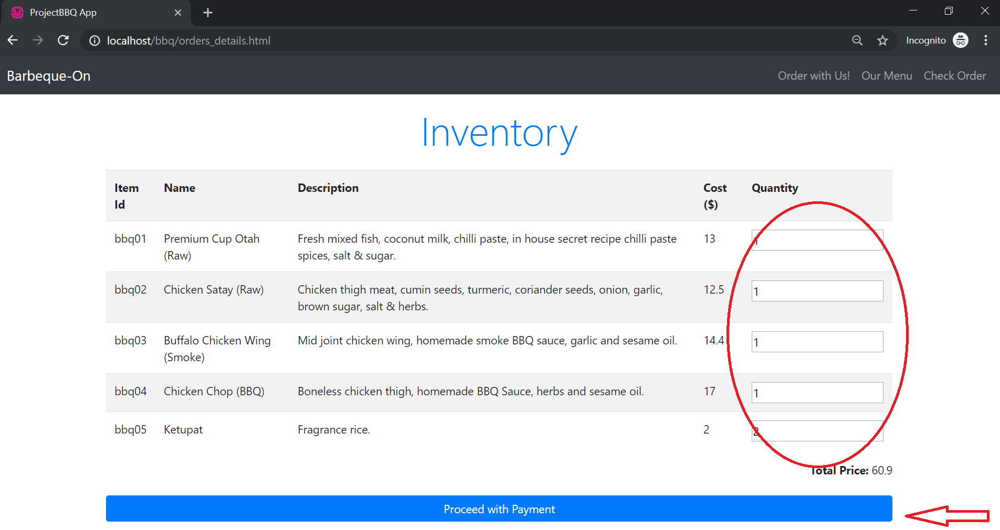 ProjectBBQ App
localhost/bbq/orders_details.html
Incognito
Barbeque-On
Order with Us! Our Menu Check Order
Inventory
Item Id Name Description Cost ($) Quantity
bbq01 Premium Cup Otah (Raw) Fresh mixed fish, coconut milk, chilli paste, in house secret recipe chilli paste spices, salt & sugar. 13 1
bbq02 Chicken Satay (Raw) Chicken thigh meat, cumin seeds, turmeric, coriander seeds, onion, garlic, brown sugar, salt & herbs. 12.5 1
bbq03 Buffalo Chicken Wing (Smoke) Mid joint chicken wing, homemade smoke BBQ sauce, garlic and sesame oil. 14.4 1
bbq04 Chicken Chop (BBQ) Boneless chicken thigh, homemade BBQ Sauce, herbs and sesame oil. 17 1
bbq05 Ketupat Fragrance rice. 2 2
Total Price: 60.9
Proceed with Payment